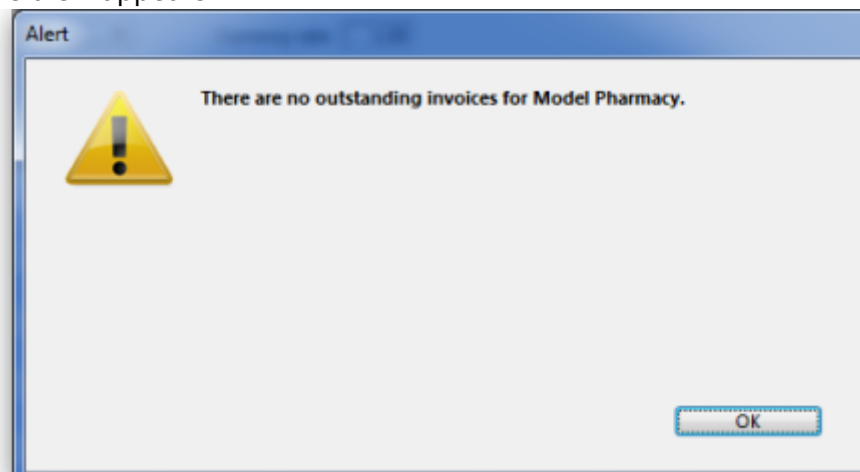 Alert
There are no outstanding invoices for Model Pharmacy.
OK